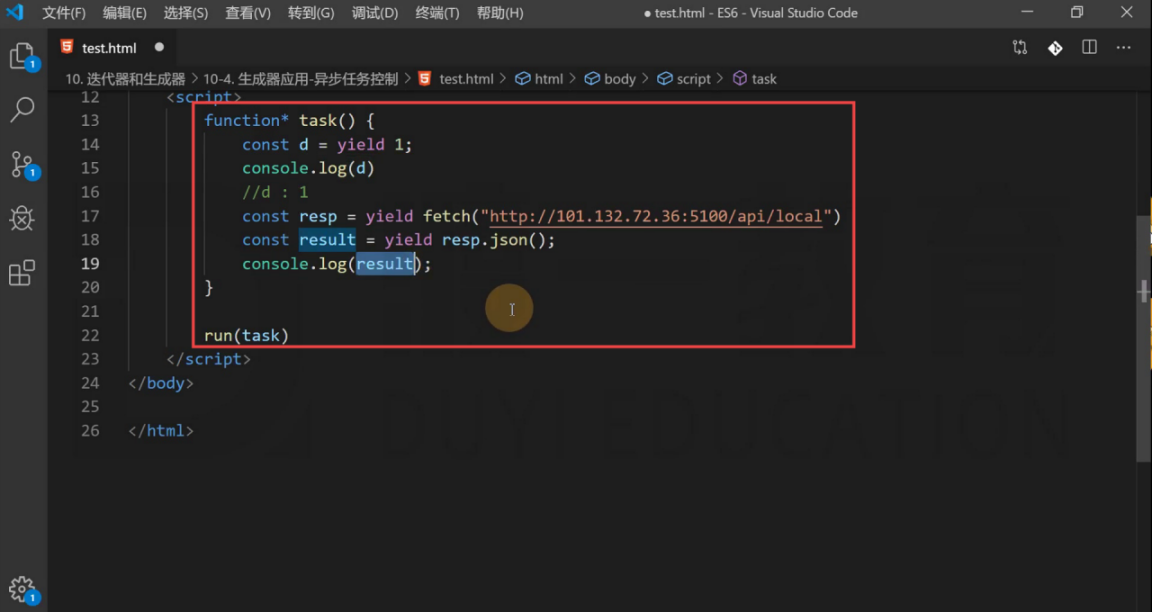 文件(F) 编辑(E) 选择(S) 查看(V) 转到(G) 调试(D) 终端(T) 帮助(H) ● test.html - ES6 - Visual Studio Code
test.html ●
10. 迭代器和生成器 > 10-4. 生成器应用-异步任务控制 > test.html > html > body > script > task
12 <script>
13 function* task() {
14 const d = yield 1;
15 console.log(d)
16 //d : 1
17 const resp = yield fetch("http://101.132.72.36:5100/api/local")
18 const result = yield resp.json();
19 console.log(result);
20 }
21
22 run(task)
23 </script>
24 </body>
25
26 </html>
DUYI EDUCATION
1
1
1